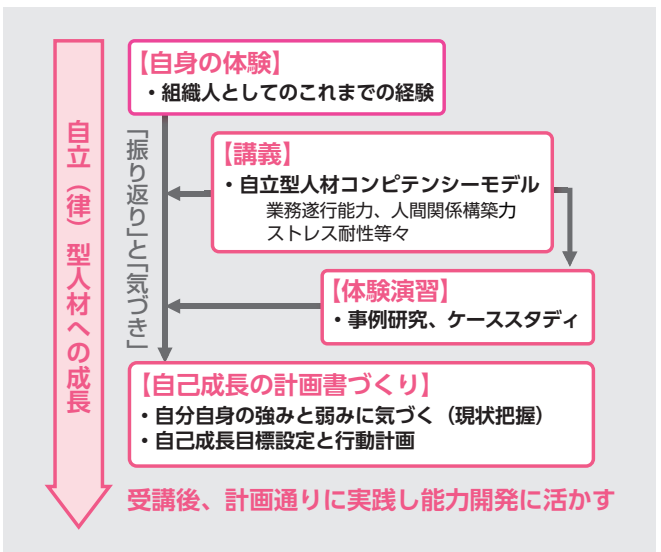 自立（律）型人材への成長
【自身の体験】
・組織人としてのこれまでの経験
「振り返り」と「気づき」
【講義】
・自立型人材コンピテンシーモデル
業務遂行能力、人間関係構築力
ストレス耐性等々
【体験演習】
・事例研究、ケーススタディ
【自己成長の計画書づくり】
・自分自身の強みと弱みに気づく（現状把握）
・自己成長目標設定と行動計画
受講後、計画通りに実践し能力開発に活かす